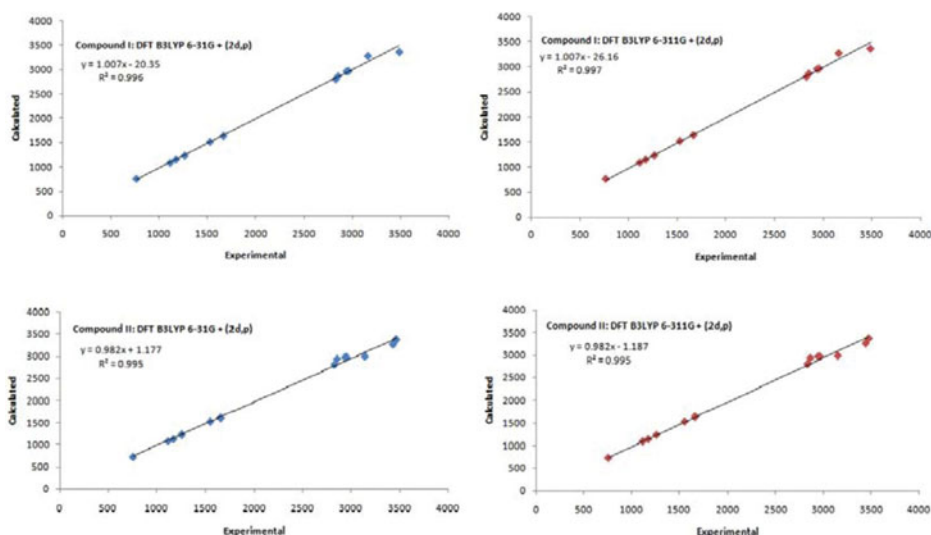 Compound I: DFT B3LYP 6-31G + (2d,p)
y = 1.007x - 20.35
R² = 0.996
Calculated
4000
3500
3000
2500
2000
1500
1000
500
0
0 500 1000 1500 2000 2500 3000 3500 4000
Experimental
Compound I: DFT B3LYP 6-311G + (2d,p)
y = 1.007x - 26.16
R² = 0.997
Calculated
4000
3500
3000
2500
2000
1500
1000
500
0
0 500 1000 1500 2000 2500 3000 3500 4000
Experimental
Compound II: DFT B3LYP 6-31G + (2d,p)
y = 0.982x + 1.177
R² = 0.995
Calculated
4000
3500
3000
2500
2000
1500
1000
500
0
0 500 1000 1500 2000 2500 3000 3500 4000
Experimental
Compound II: DFT B3LYP 6-311G + (2d,p)
y = 0.982x - 1.187
R² = 0.995
Calculated
4000
3500
3000
2500
2000
1500
1000
500
0
0 500 1000 1500 2000 2500 3000 3500 4000
Experimental